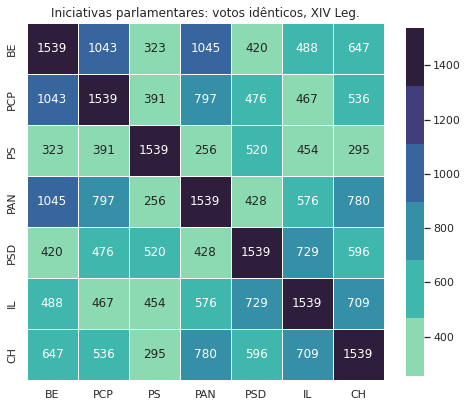 Iniciativas parlamentares: votos idênticos, XIV Leg.
BE 1539 1043 323 1045 420 488 647
PCP 1043 1539 391 797 476 467 536
PS 323 391 1539 256 520 454 295
PAN 1045 797 256 1539 428 576 780
PSD 420 476 520 428 1539 729 596
IL 488 467 454 576 729 1539 709
CH 647 536 295 780 596 709 1539
BE PCP PS PAN PSD IL CH
1400
1200
1000
800
600
400